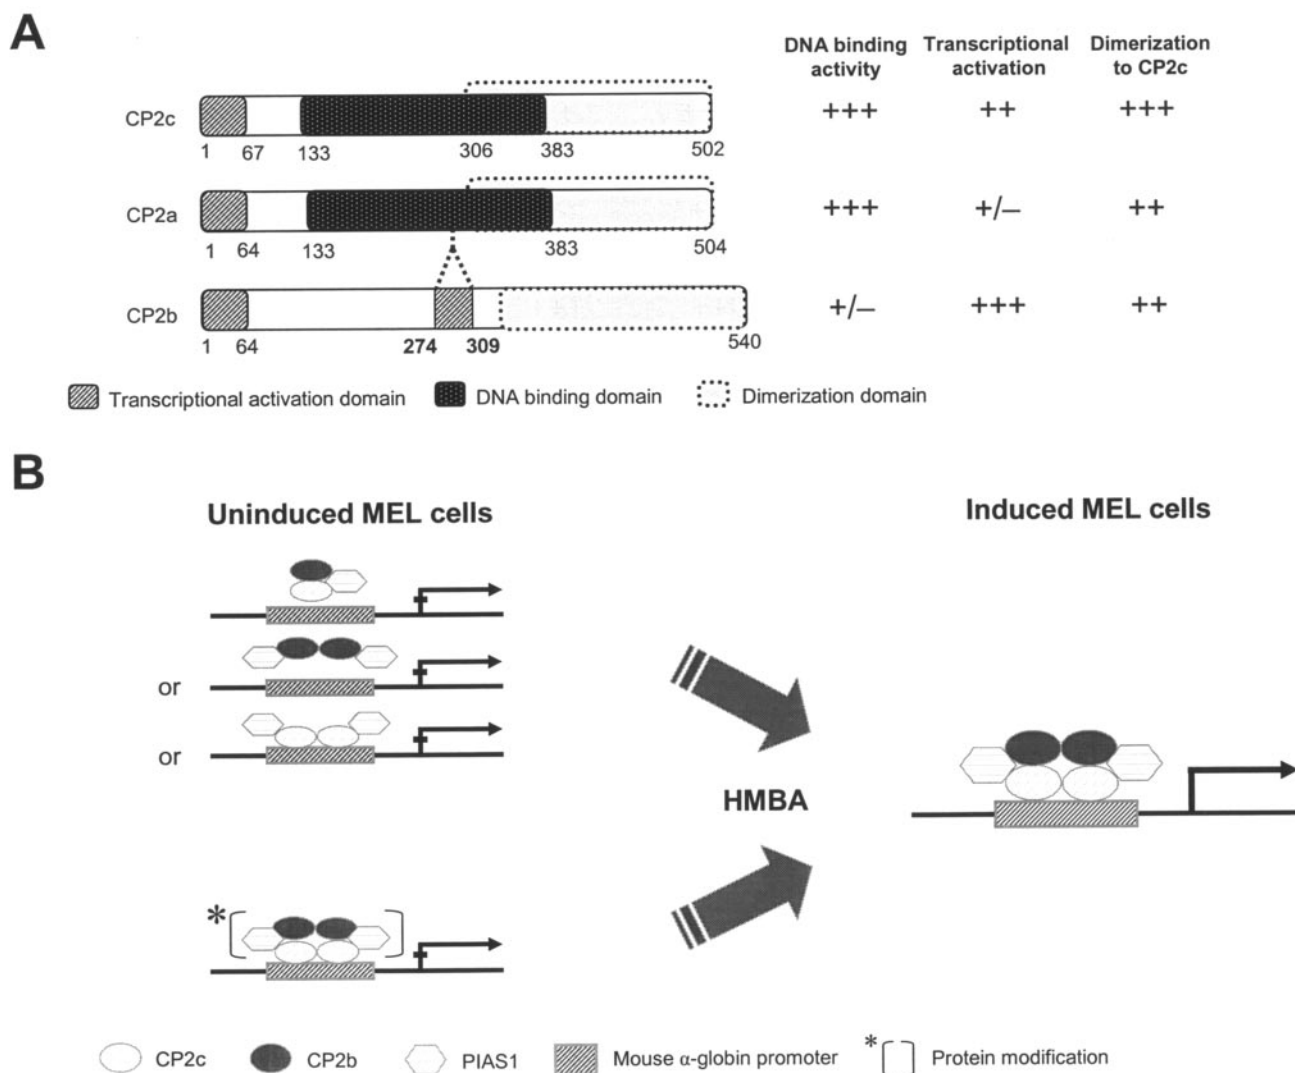 A
DNA binding activity
Transcriptional activation
Dimerization to CP2c
CP2c
+++
++
+++
1 67 133 306 383 502
CP2a
+++
+/–
++
1 64 133 383 504
CP2b
+/–
+++
++
1 64 274 309 540
Transcriptional activation domain
DNA binding domain
Dimerization domain
B
Uninduced MEL cells
Induced MEL cells
or
or
HMBA
*
CP2c
CP2b
PIAS1
Mouse α-globin promoter
* Protein modification